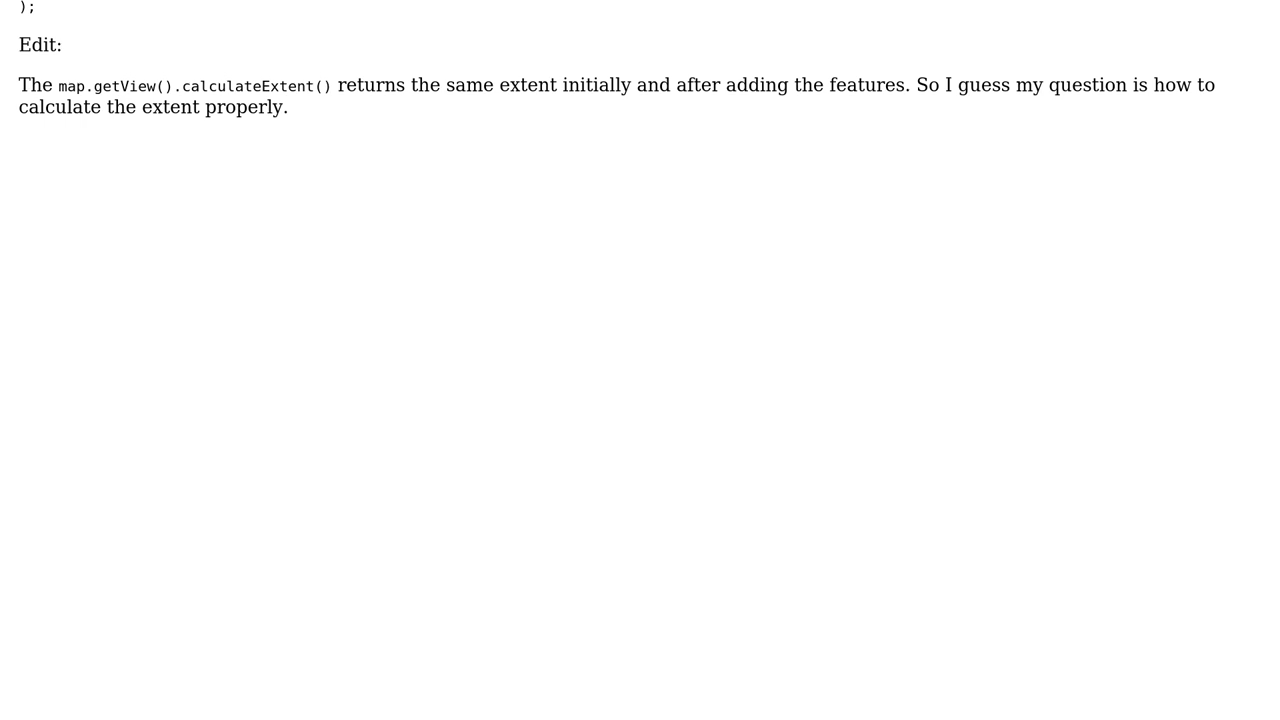 );
Edit:
The map.getView().calculateExtent() returns the same extent initially and after adding the features. So I guess my question is how to
calculate the extent properly.